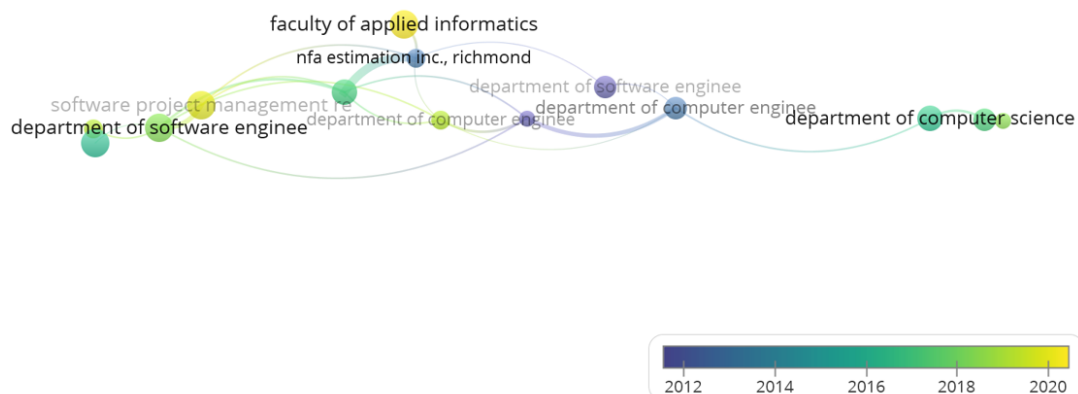 faculty of applied informatics
nfa estimation inc., richmond
department of software enginee
software project management re
department of computer enginee
department of software enginee
department of computer enginee
department of computer science
2012 2014 2016 2018 2020